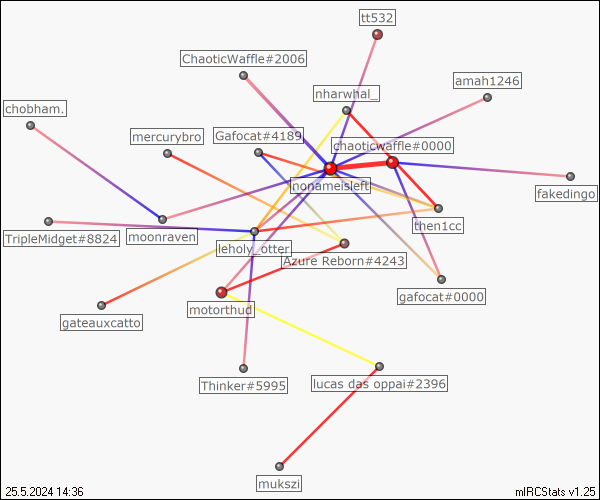 tt532
ChaoticWaffle#2006
amah1246
nharwhal_
chobham.
mercurybro
Gafocat#4189
chaoticwaffle#0000
nonameisleft
fakedingo
TripleMidget#8824
moonraven
then1cc
leholy_otter
Azure Reborn#4243
gafocat#0000
motorthud
gateauxcatto
Thinker#5995
lucas das oppai#2396
mukszi
25.5.2024 14:36
mIRCStats v1.25